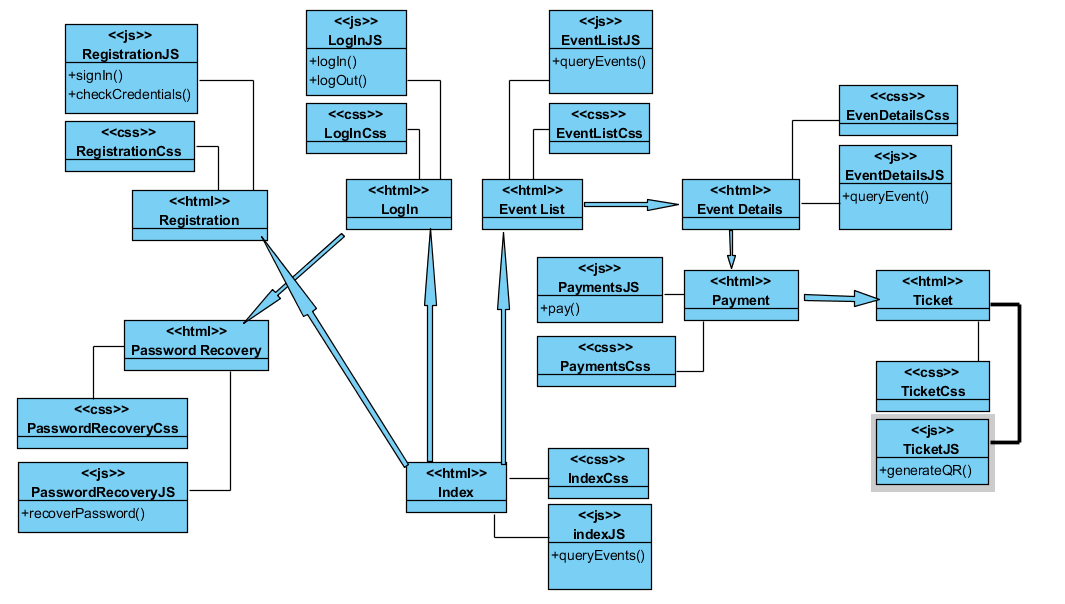 <<js>>
RegistrationJS
+signIn()
+checkCredentials()
<<css>>
RegistrationCss
<<html>>
Registration
<<js>>
LogInJS
+logIn()
+logOut()
<<css>>
LogInCss
<<html>>
LogIn
<<js>>
EventListJS
+queryEvents()
<<css>>
EventListCss
<<html>>
Event List
<<css>>
EvenDetailsCss
<<js>>
EventDetailsJS
+queryEvent()
<<html>>
Event Details
<<js>>
PaymentsJS
+pay()
<<html>>
Payment
<<css>>
PaymentsCss
<<html>>
Ticket
<<css>>
TicketCss
<<js>>
TicketJS
+generateQR()
<<html>>
Password Recovery
<<css>>
PasswordRecoveryCss
<<js>>
PasswordRecoveryJS
+recoverPassword()
<<html>>
Index
<<css>>
IndexCss
<<js>>
indexJS
+queryEvents()